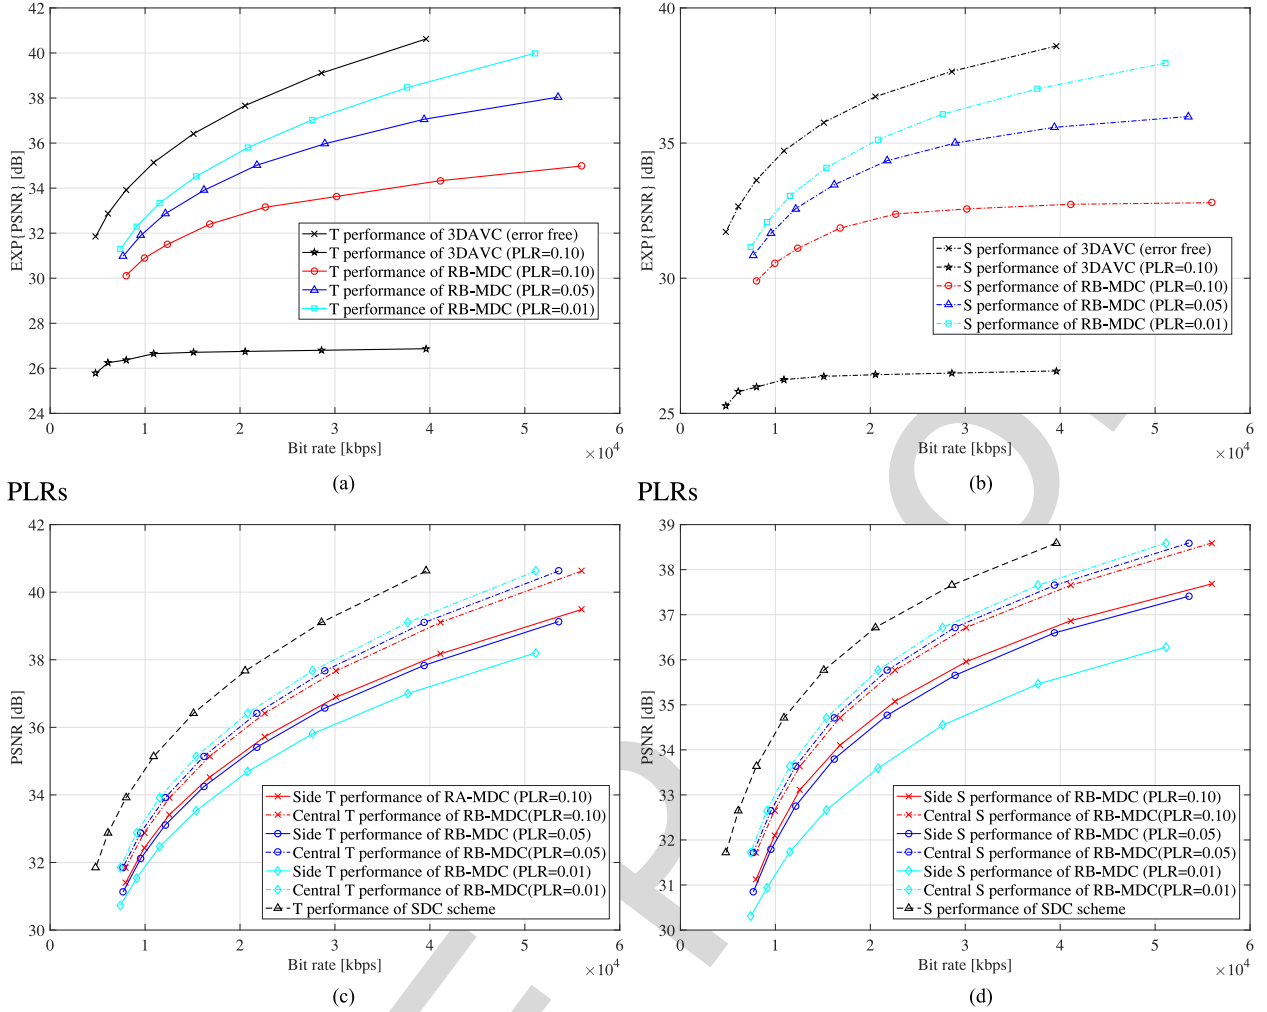 42
40
38
36
34
32
30
28
26
24
EXP{PSNR} [dB]
T performance of 3DAVC (error free)
T performance of 3DAVC (PLR=0.10)
T performance of RB-MDC (PLR=0.10)
T performance of RB-MDC (PLR=0.05)
T performance of RB-MDC (PLR=0.01)
0 1 2 3 4 5 6
Bit rate [kbps]
×10^4
(a)
40
35
30
25
EXP{PSNR} [dB]
S performance of 3DAVC (error free)
S performance of 3DAVC (PLR=0.10)
S performance of RB-MDC (PLR=0.10)
S performance of RB-MDC (PLR=0.05)
S performance of RB-MDC (PLR=0.01)
0 1 2 3 4 5 6
Bit rate [kbps]
×10^4
(b)
PLRs
PLRs
42
40
38
36
34
32
30
PSNR [dB]
Side T performance of RA-MDC (PLR=0.10)
Central T performance of RB-MDC(PLR=0.10)
Side T performance of RB-MDC (PLR=0.05)
Central T performance of RB-MDC(PLR=0.05)
Side T performance of RB-MDC (PLR=0.01)
Central T performance of RB-MDC(PLR=0.01)
T performance of SDC scheme
0 1 2 3 4 5 6
Bit rate [kbps]
×10^4
(c)
39
38
37
36
35
34
33
32
31
30
PSNR [dB]
Side S performance of RB-MDC (PLR=0.10)
Central S performance of RB-MDC(PLR=0.10)
Side S performance of RB-MDC (PLR=0.05)
Central S performance of RB-MDC(PLR=0.05)
Side S performance of RB-MDC (PLR=0.01)
Central S performance of RB-MDC(PLR=0.01)
S performance of SDC scheme
0 1 2 3 4 5 6
Bit rate [kbps]
×10^4
(d)